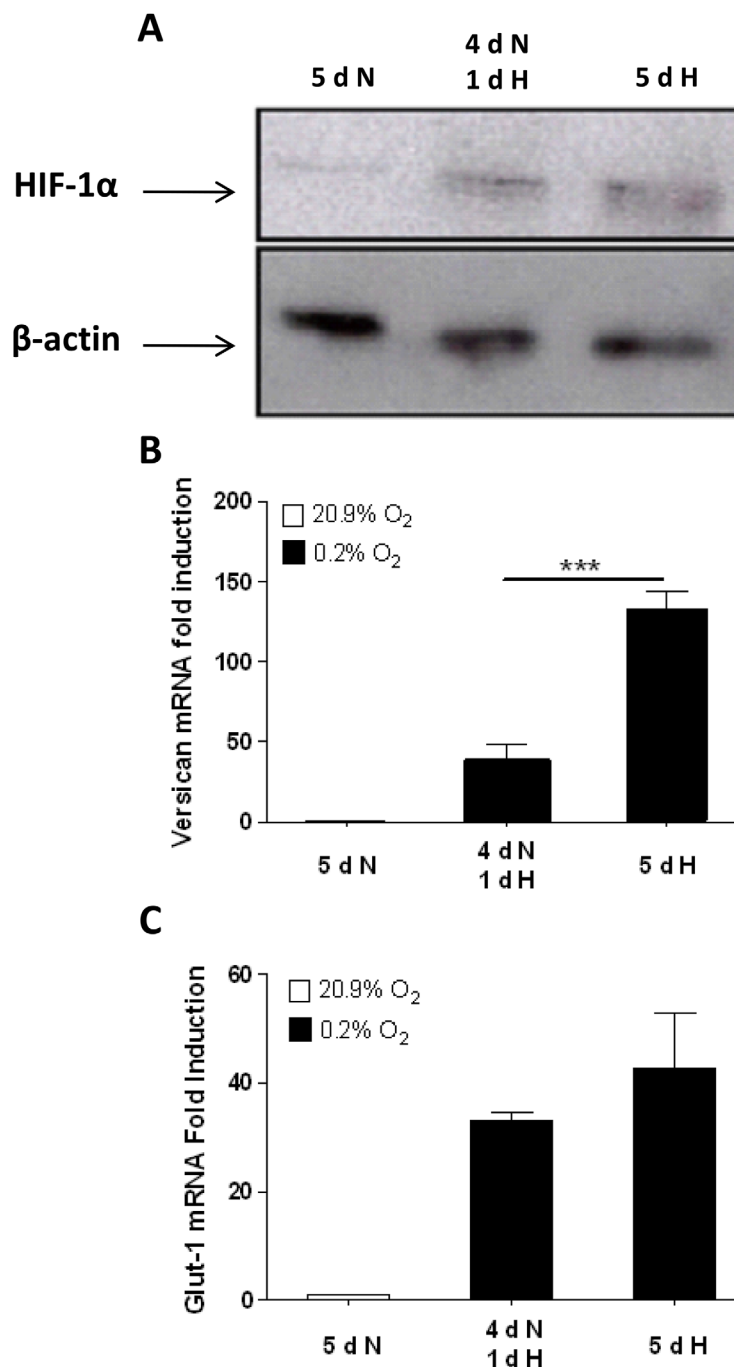 A
5 d N
4 d N
1 d H
5 d H
HIF-1α
β-actin
B
Versican mRNA fold induction
200
150
100
50
0
20.9% O₂
0.2% O₂
***
5 d N
4 d N
1 d H
5 d H
C
Glut-1 mRNA Fold Induction
60
40
20
0
20.9% O₂
0.2% O₂
5 d N
4 d N
1 d H
5 d H